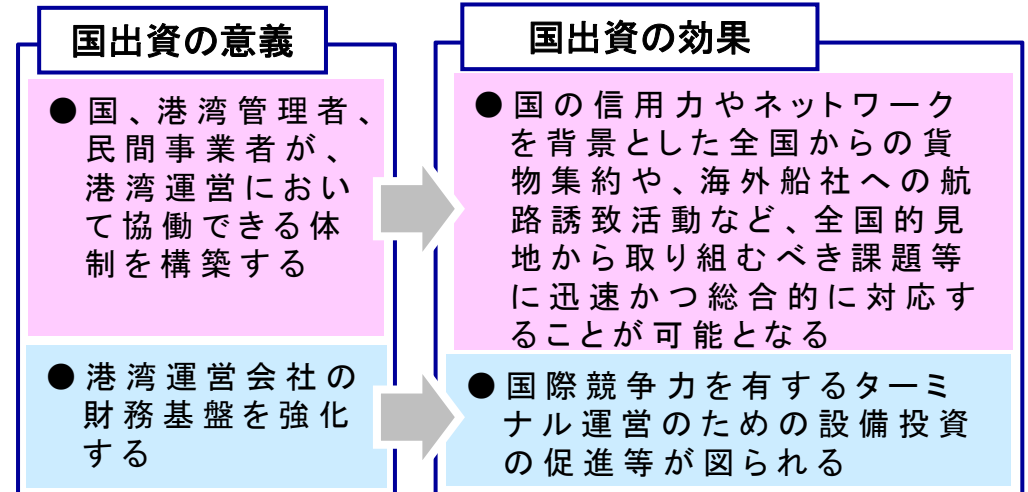 国出資の意義
●国、港湾管理者、
民間事業者が、
港湾運営におい
て協働できる体
制を構築する
●港湾運営会社の
財務基盤を強化
する
国出資の効果
●国の信用力やネットワーク
を背景とした全国からの貨
物集約や、海外船社への航
路誘致活動など、全国的見
地から取り組むべき課題等
に迅速かつ総合的に対応す
ることが可能となる
●国際競争力を有するターミ
ナル運営のための設備投資
の促進等が図られる